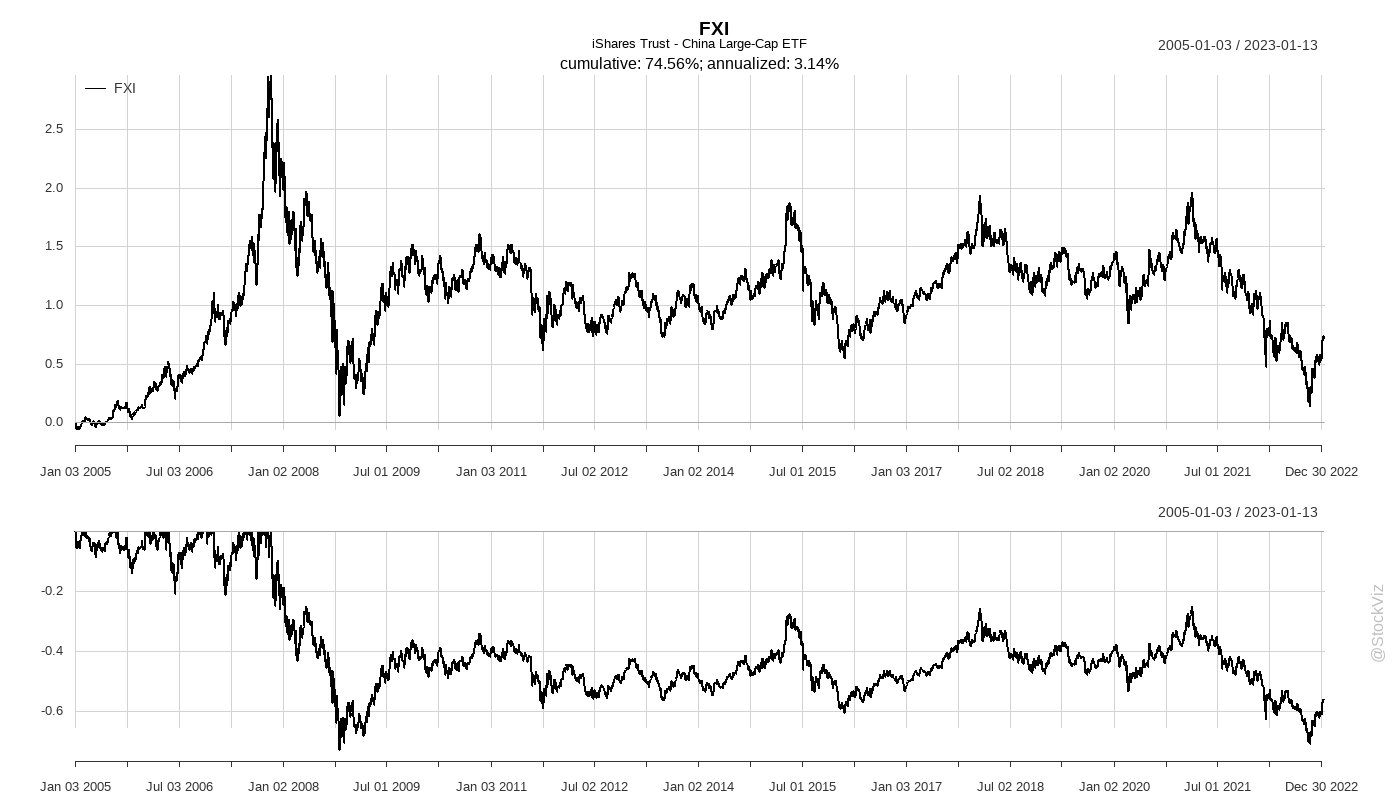 FXI
iShares Trust - China Large-Cap ETF
2005-01-03 / 2023-01-13
cumulative: 74.56%; annualized: 3.14%
FXI
2.5
2.0
1.5
1.0
0.5
0.0
Jan 03 2005 Jul 03 2006 Jan 02 2008 Jul 01 2009 Jan 03 2011 Jul 02 2012 Jan 02 2014 Jul 01 2015 Jan 03 2017 Jul 02 2018 Jan 02 2020 Jul 01 2021 Dec 30 2022
2005-01-03 / 2023-01-13
-0.2
-0.4
-0.6
@StockViz
Jan 03 2005 Jul 03 2006 Jan 02 2008 Jul 01 2009 Jan 03 2011 Jul 02 2012 Jan 02 2014 Jul 01 2015 Jan 03 2017 Jul 02 2018 Jan 02 2020 Jul 01 2021 Dec 30 2022